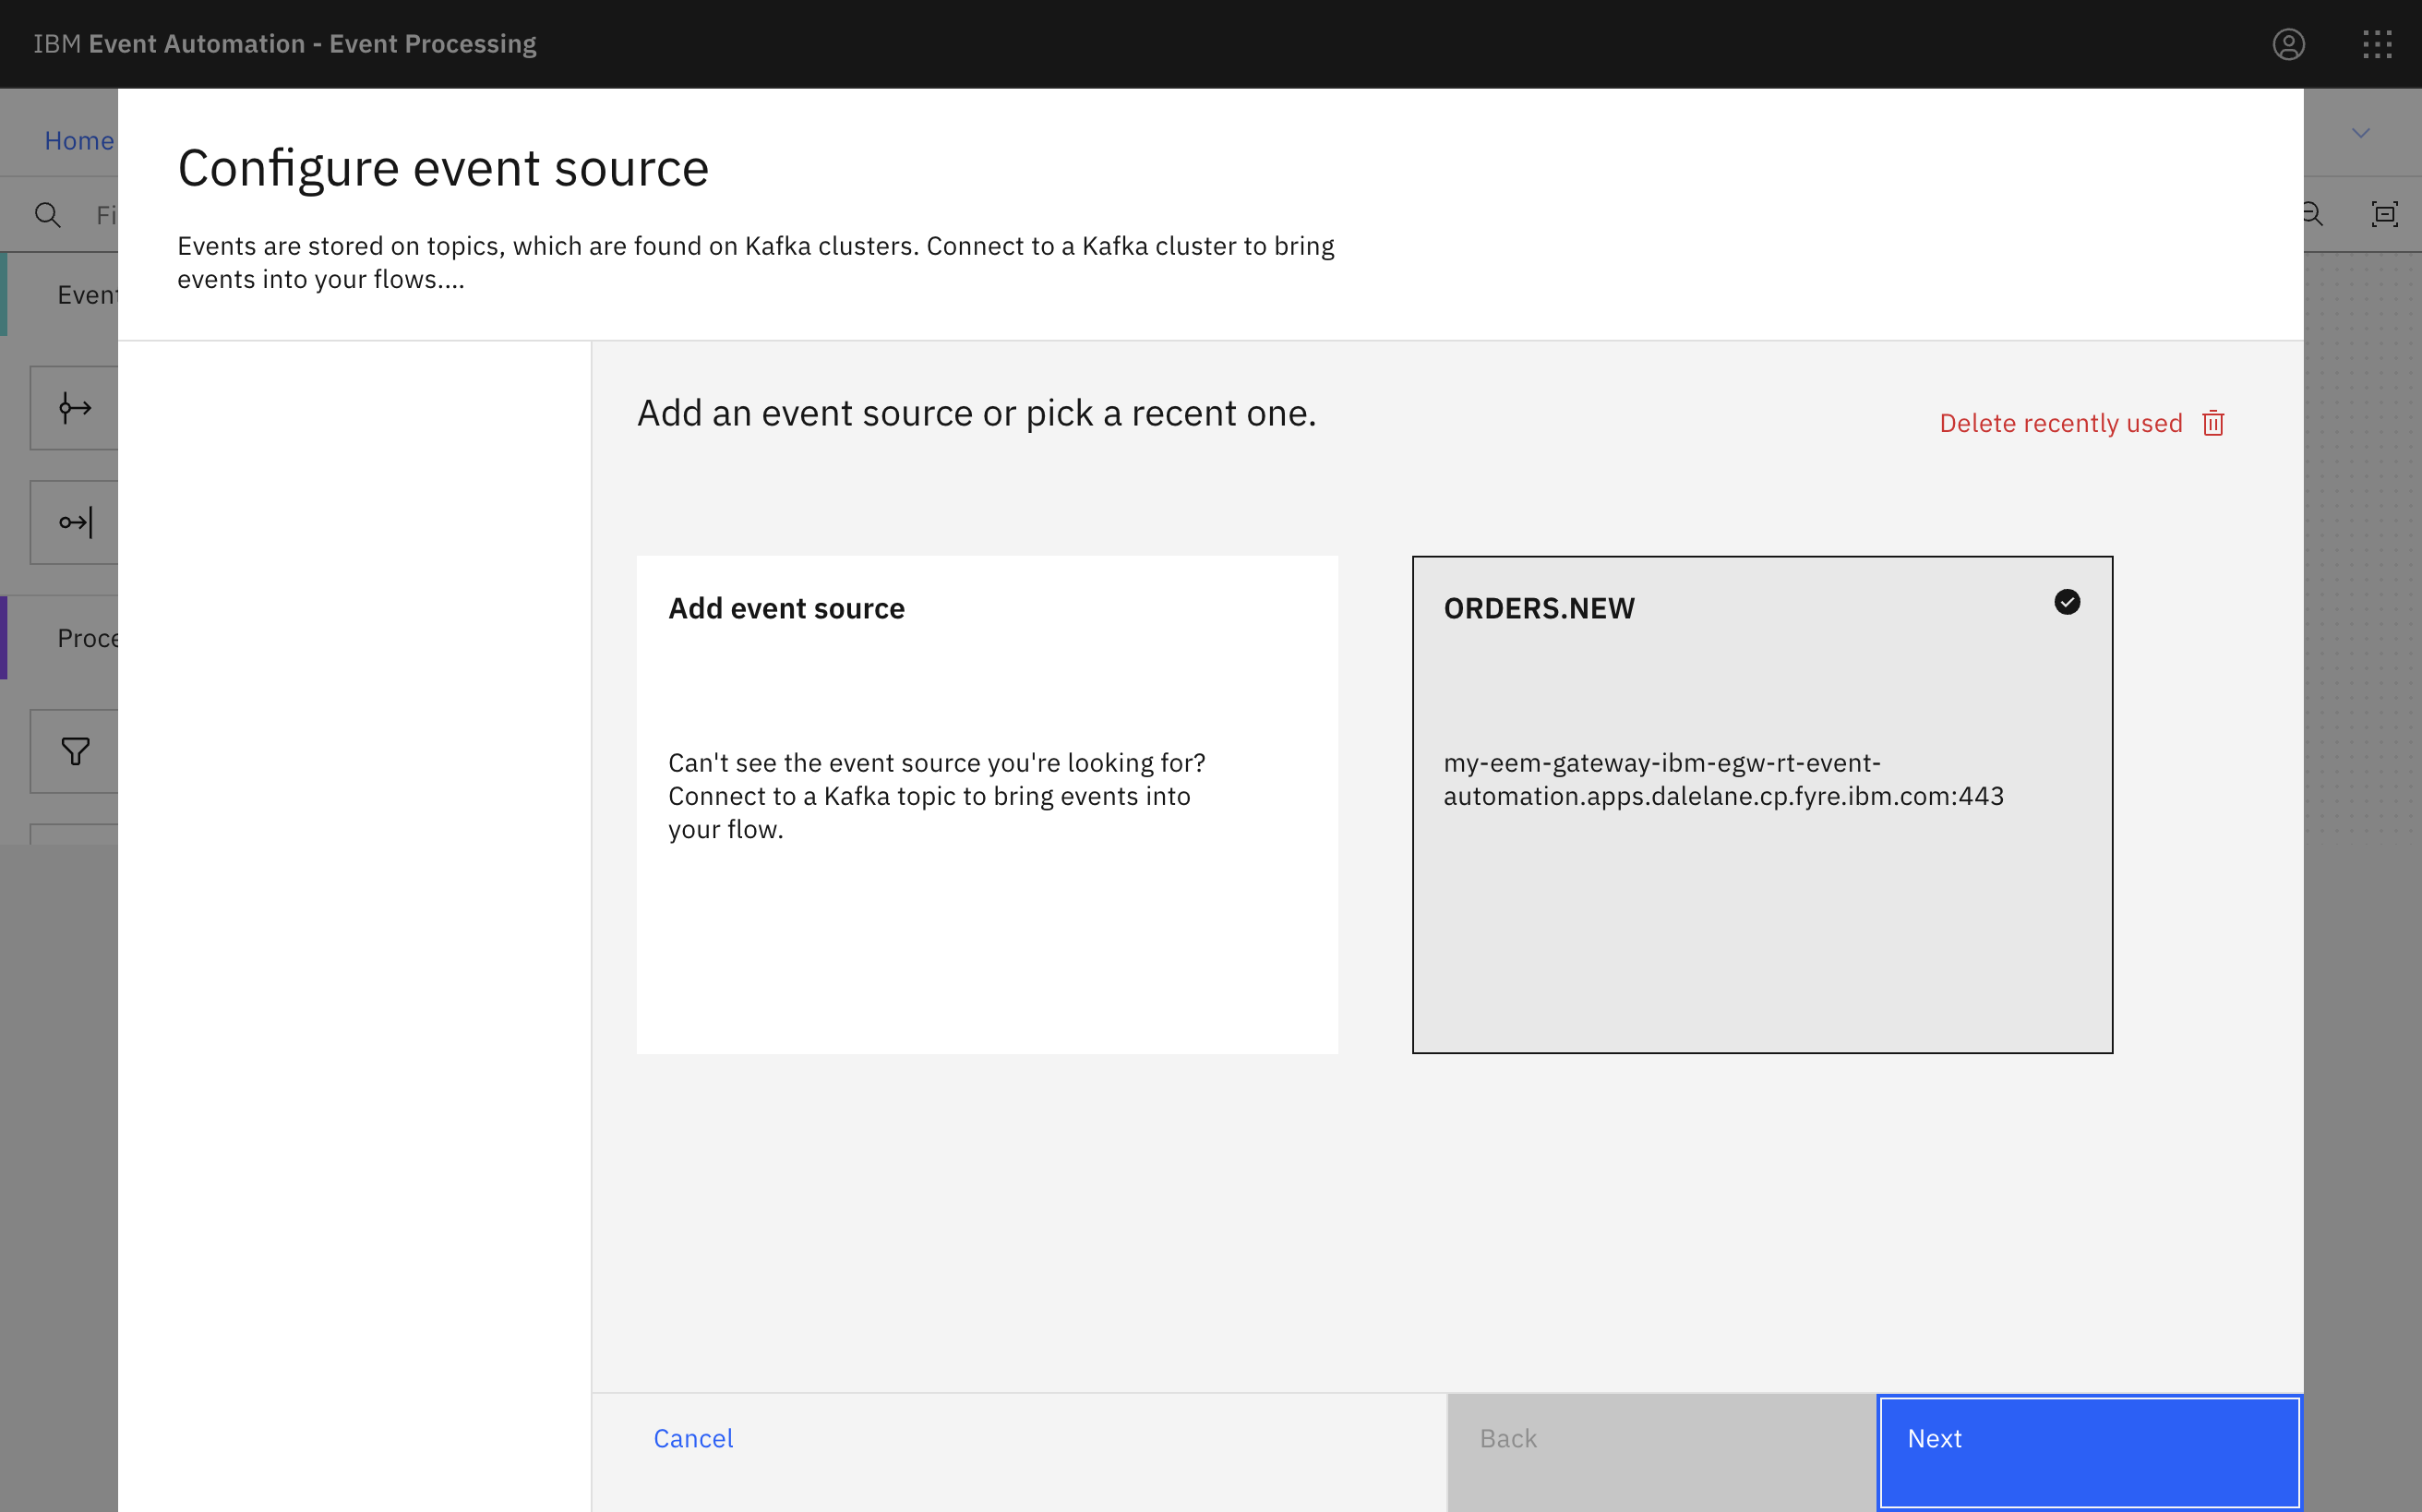 IBM Event Automation - Event Processing
Home
Configure event source
Events are stored on topics, which are found on Kafka clusters. Connect to a Kafka cluster to bring
events into your flows....
Fi
Event
Add an event source or pick a recent one.
Delete recently used
Add event source
ORDERS.NEW
Proce
Can't see the event source you're looking for?
Connect to a Kafka topic to bring events into
your flow.
my-eem-gateway-ibm-egw-rt-event-
automation.apps.dalelane.cp.fyre.ibm.com:443
Cancel
Back
Next